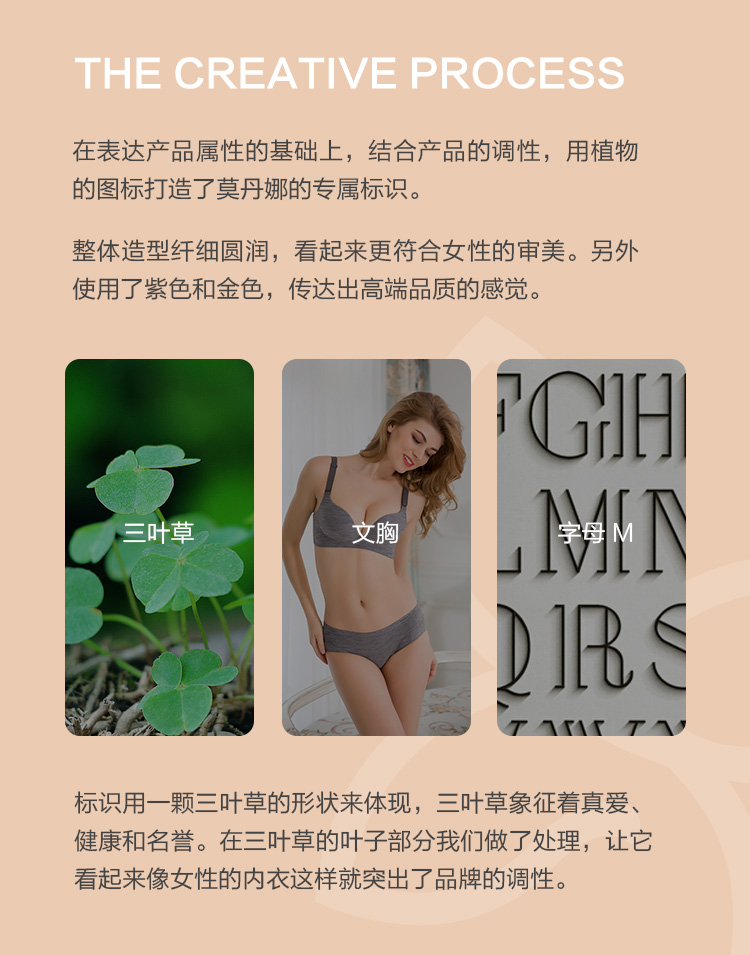 THE CREATIVE PROCESS
在表达产品属性的基础上，结合产品的调性，用植物
的图标打造了莫丹娜的专属标识。
整体造型纤细圆润，看起来更符合女性的审美。另外
使用了紫色和金色，传达出高端品质的感觉。
三叶草
文胸
字母 M
FGH
LMN
QRS
标识用一颗三叶草的形状来体现，三叶草象征着真爱、
健康和名誉。在三叶草的叶子部分我们做了处理，让它
看起来像女性的内衣这样就突出了品牌的调性。